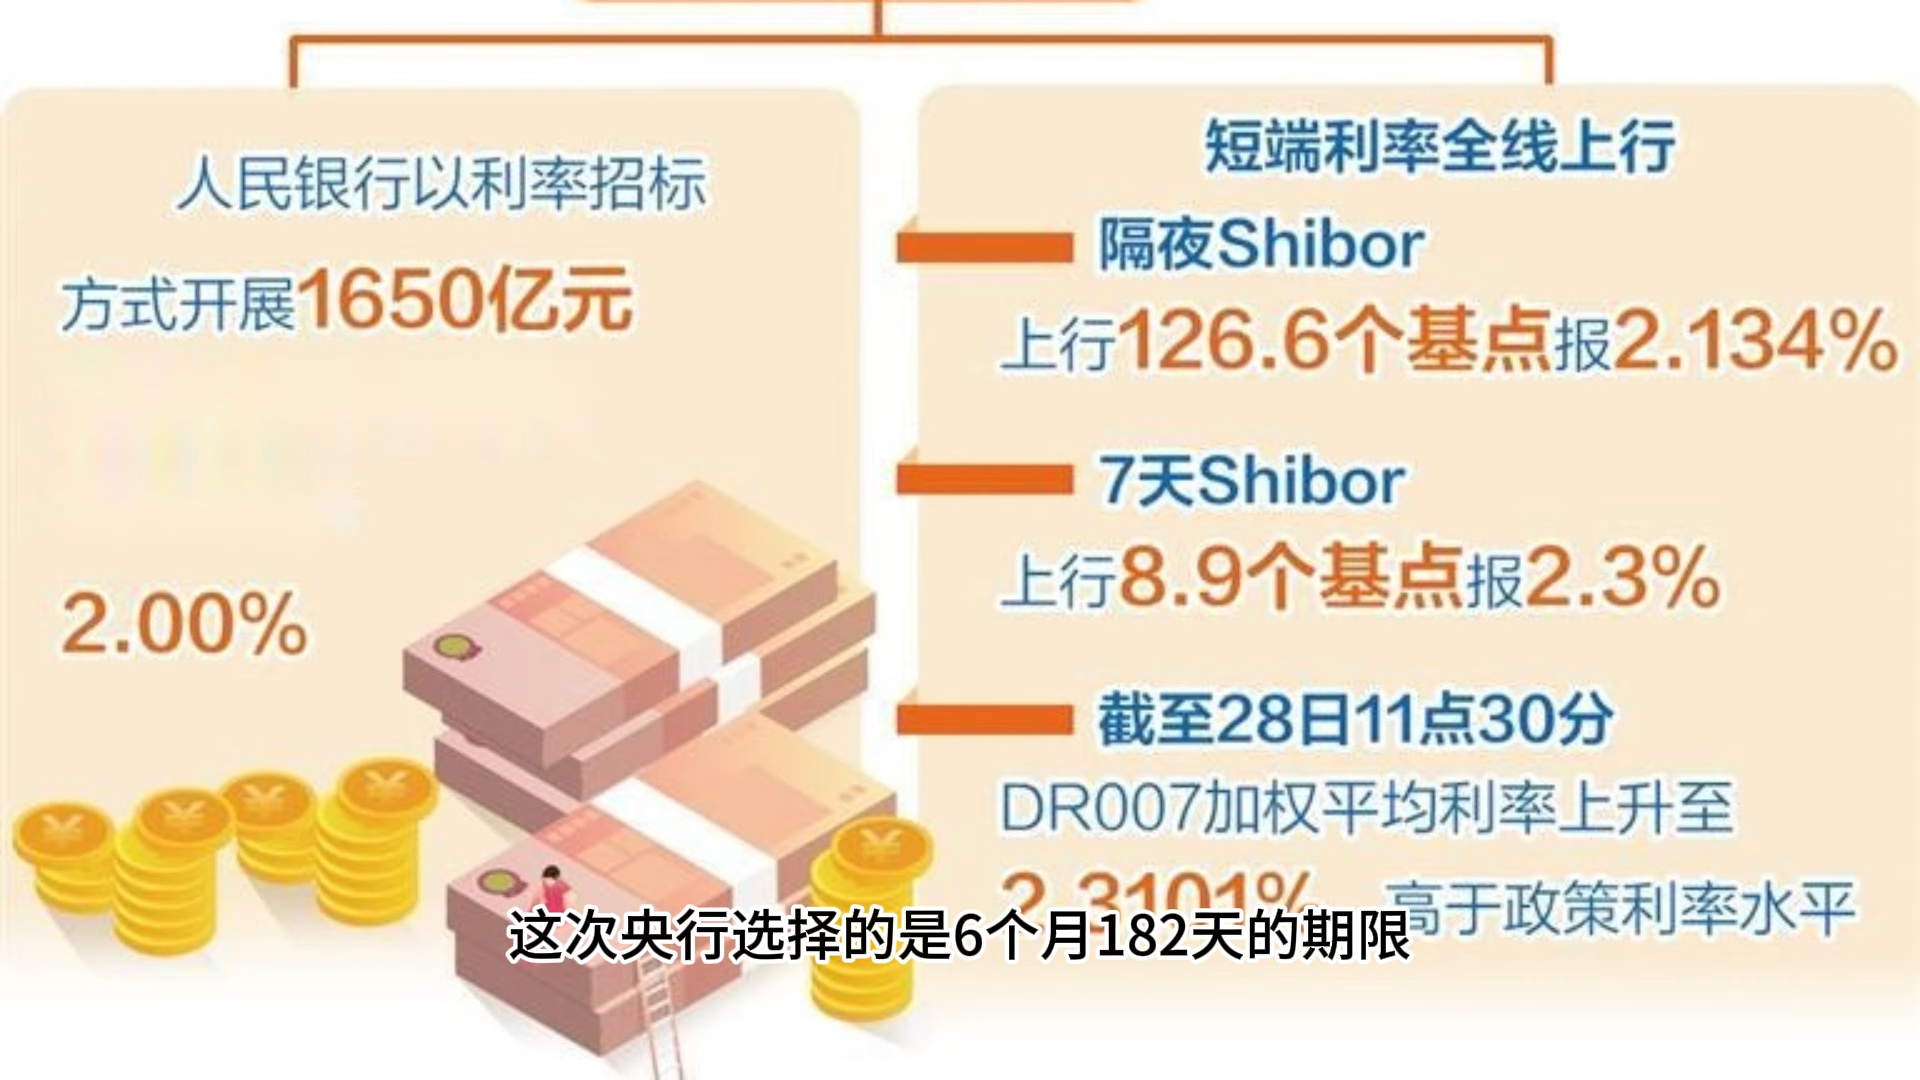 人民银行以利率招标
方式开展1650亿元
2.00%
短端利率全线上行
隔夜Shibor
上行126.6个基点报2.134%
7天Shibor
上行8.9个基点报2.3%
截至28日11点30分
DR007加权平均利率上升至
2.3101% 高于政策利率水平
这次央行选择的是6个月182天的期限